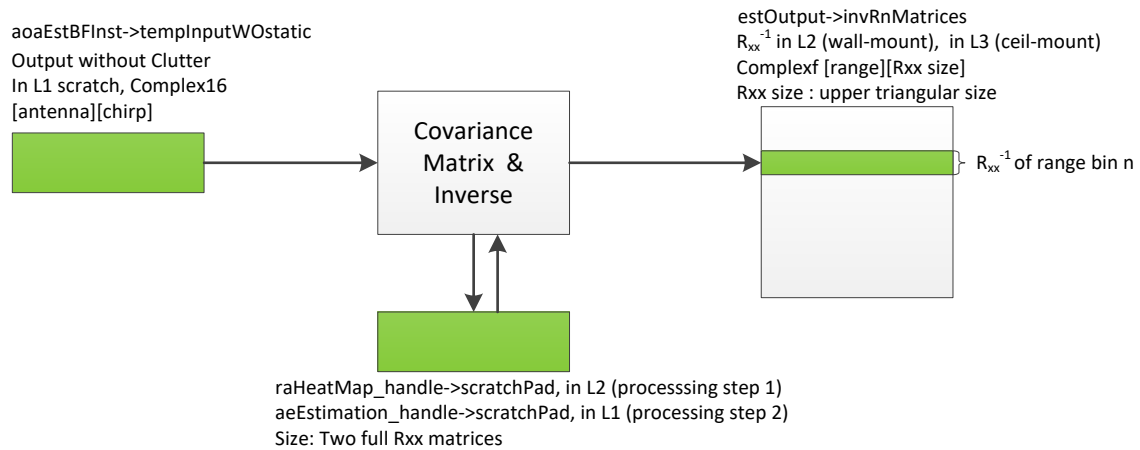 aoaEstBFInst->tempInputWOstatic
Output without Clutter
In L1 scratch, Complex16
[antenna][chirp]
Covariance
Matrix & 
Inverse
estOutput->invRnMatrices
Rxx-1 in L2 (wall-mount), in L3 (ceil-mount)
Complexf [range][Rxx size]
Rxx size : upper triangular size
Rxx-1 of range bin n
raHeatMap_handle->scratchPad, in L2 (processsing step 1)
aeEstimation_handle->scratchPad, in L1 (processing step 2)
Size: Two full Rxx matrices